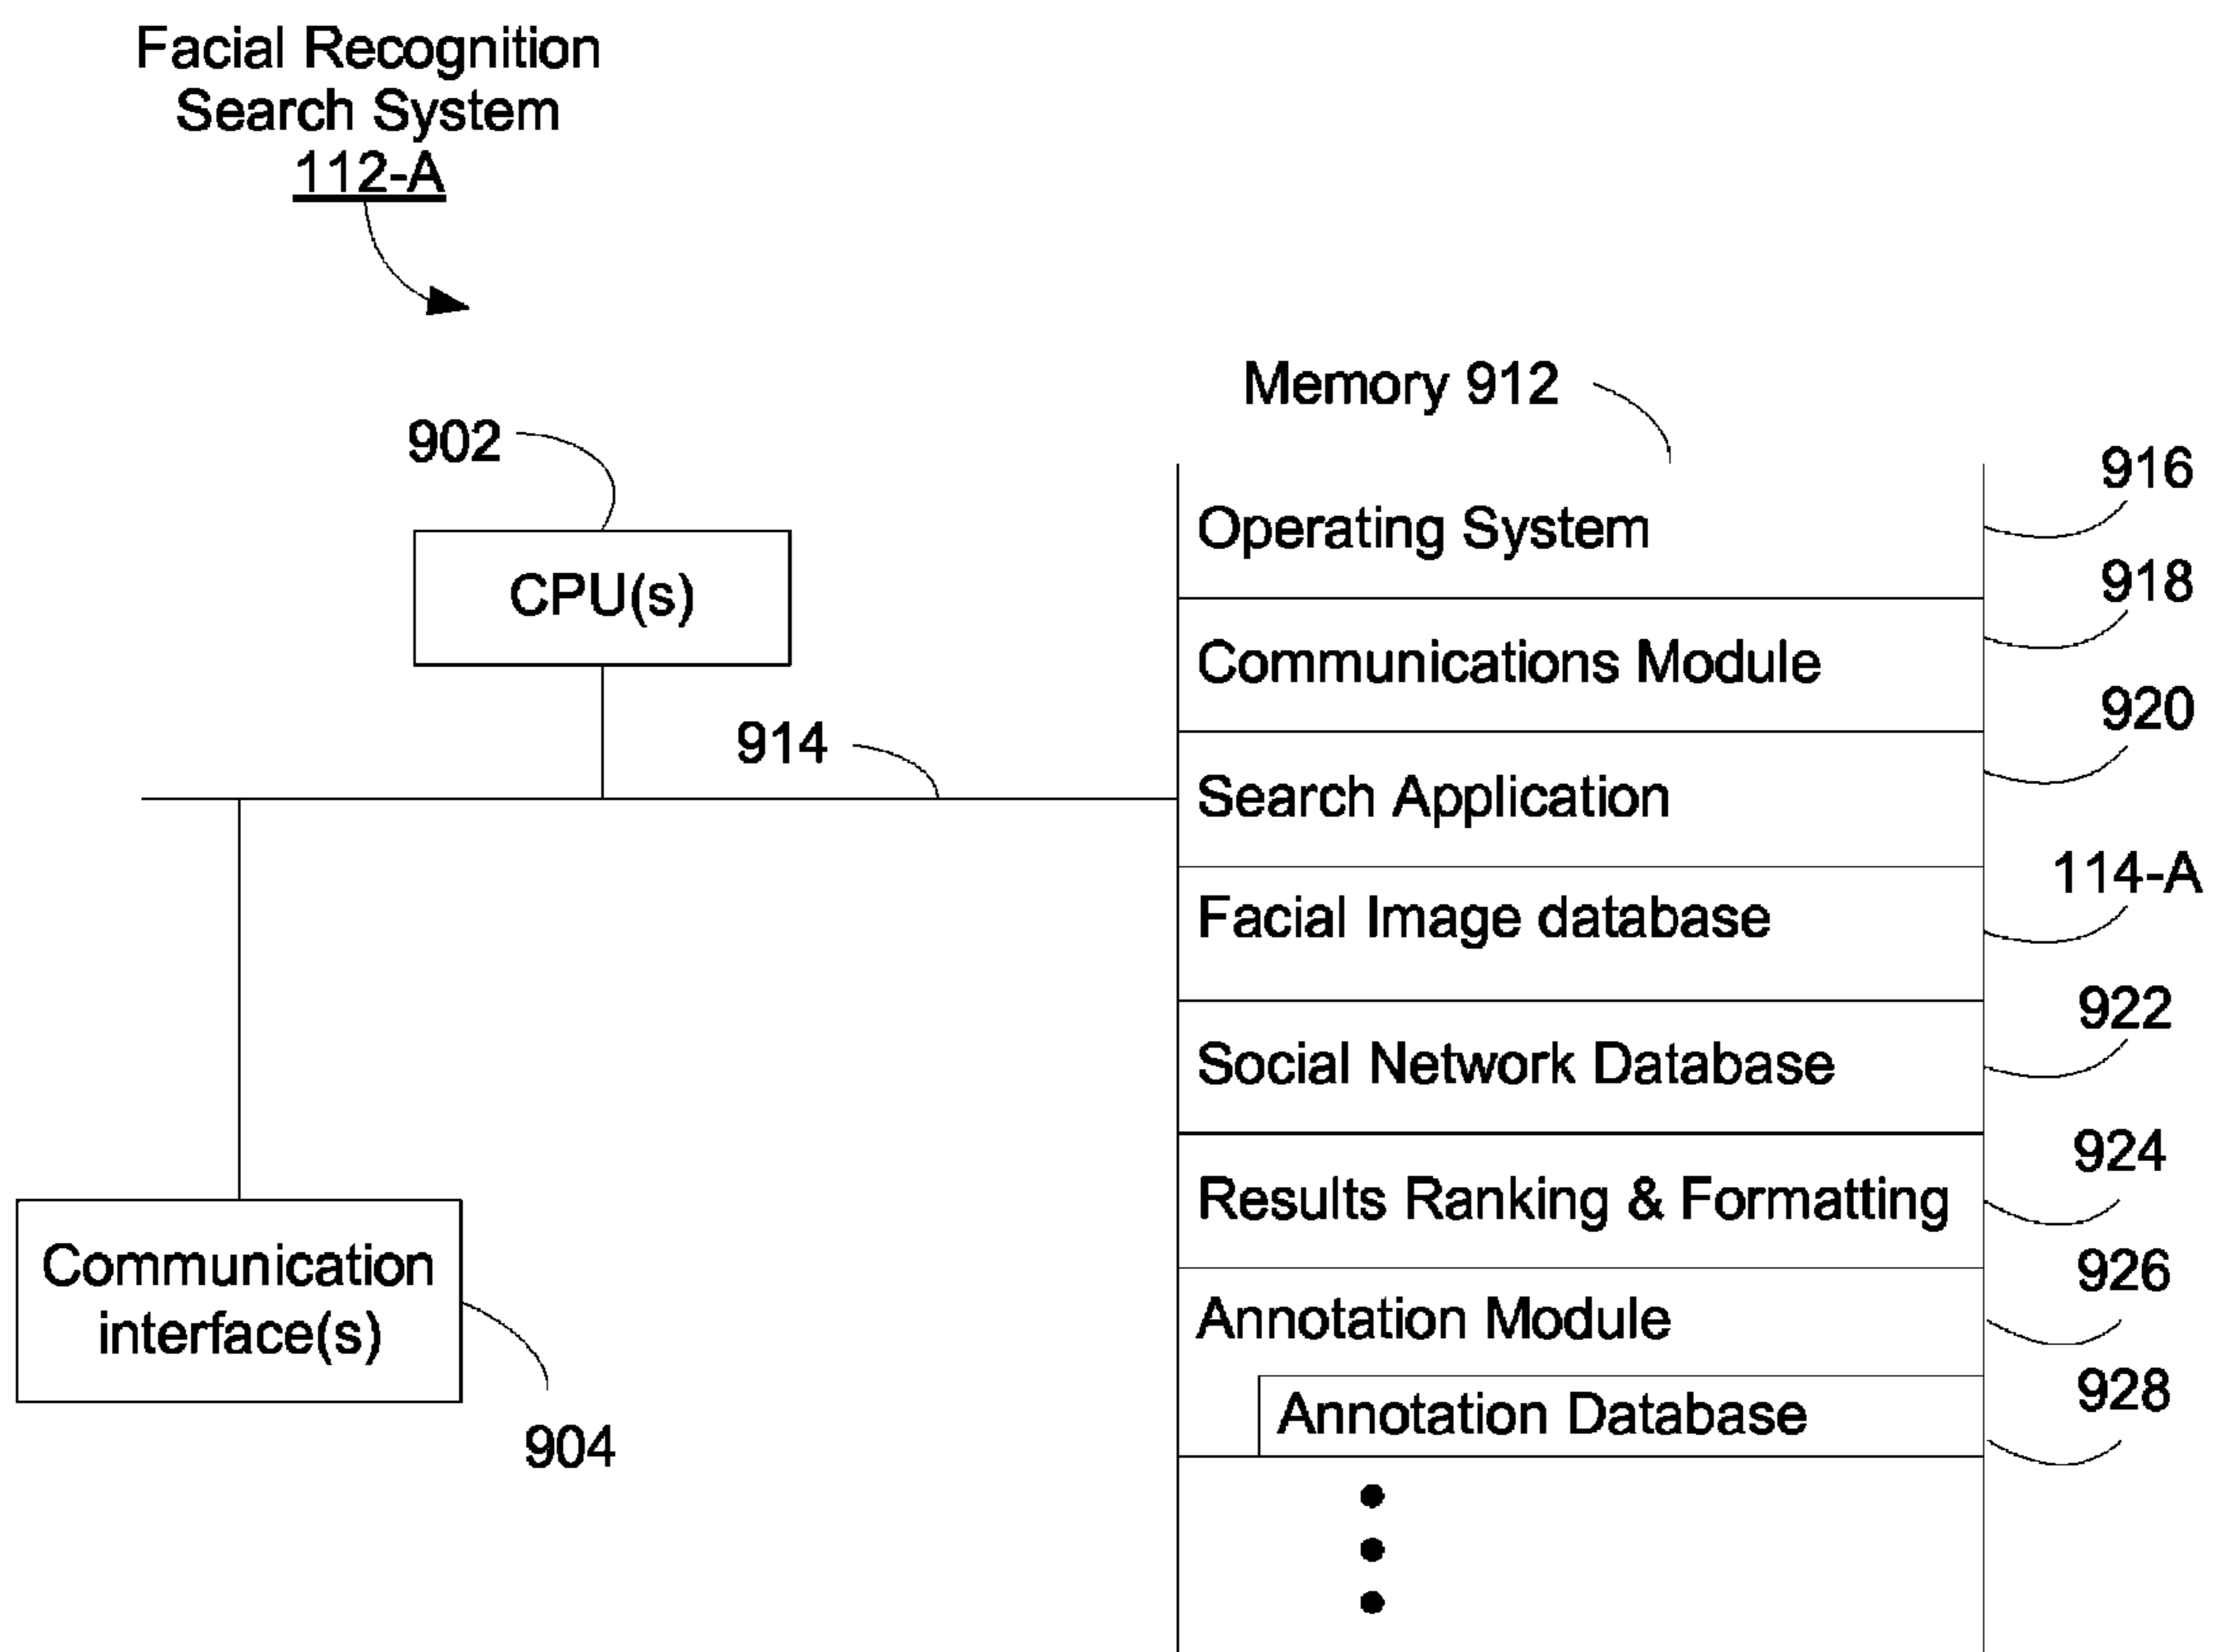 Facial Recognition
Search System
112-A
Memory 912
902
916
Operating System
CPU(s)
918
Communications Module
914
920
Search Application
114-A
Facial Image database
922
Social Network Database
924
Results Ranking & Formatting
Communication
interface(s)
926
Annotation Module
928
Annotation Database
904